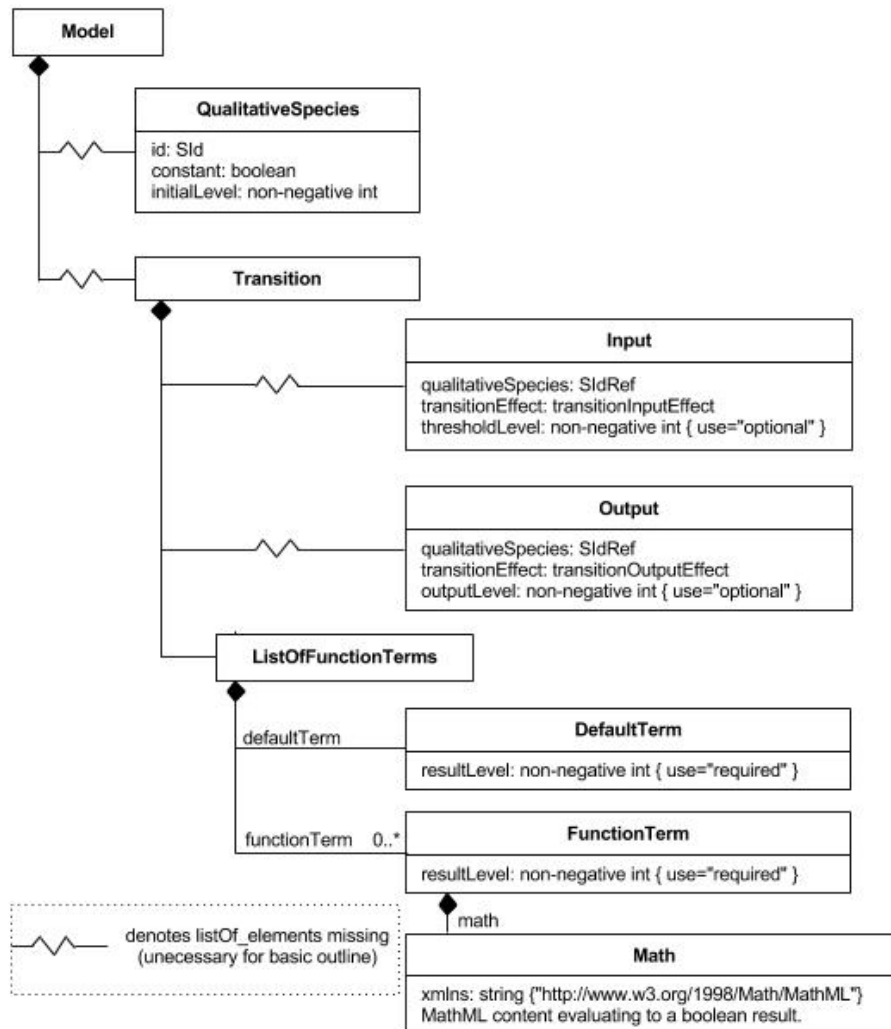 Model
QualitativeSpecies
id: SId
constant: boolean
initialLevel: non-negative int
Transition
Input
qualitativeSpecies: SIdRef
transitionEffect: transitionInputEffect
thresholdLevel: non-negative int { use="optional" }
Output
qualitativeSpecies: SIdRef
transitionEffect: transitionOutputEffect
outputLevel: non-negative int { use="optional" }
ListOfFunctionTerms
defaultTerm
DefaultTerm
resultLevel: non-negative int { use="required" }
functionTerm 0..*
FunctionTerm
resultLevel: non-negative int { use="required" }
math
denotes listOf_elements missing
(unecessary for basic outline)
Math
xmlns: string {"http://www.w3.org/1998/Math/MathML"}
MathML content evaluating to a boolean result.